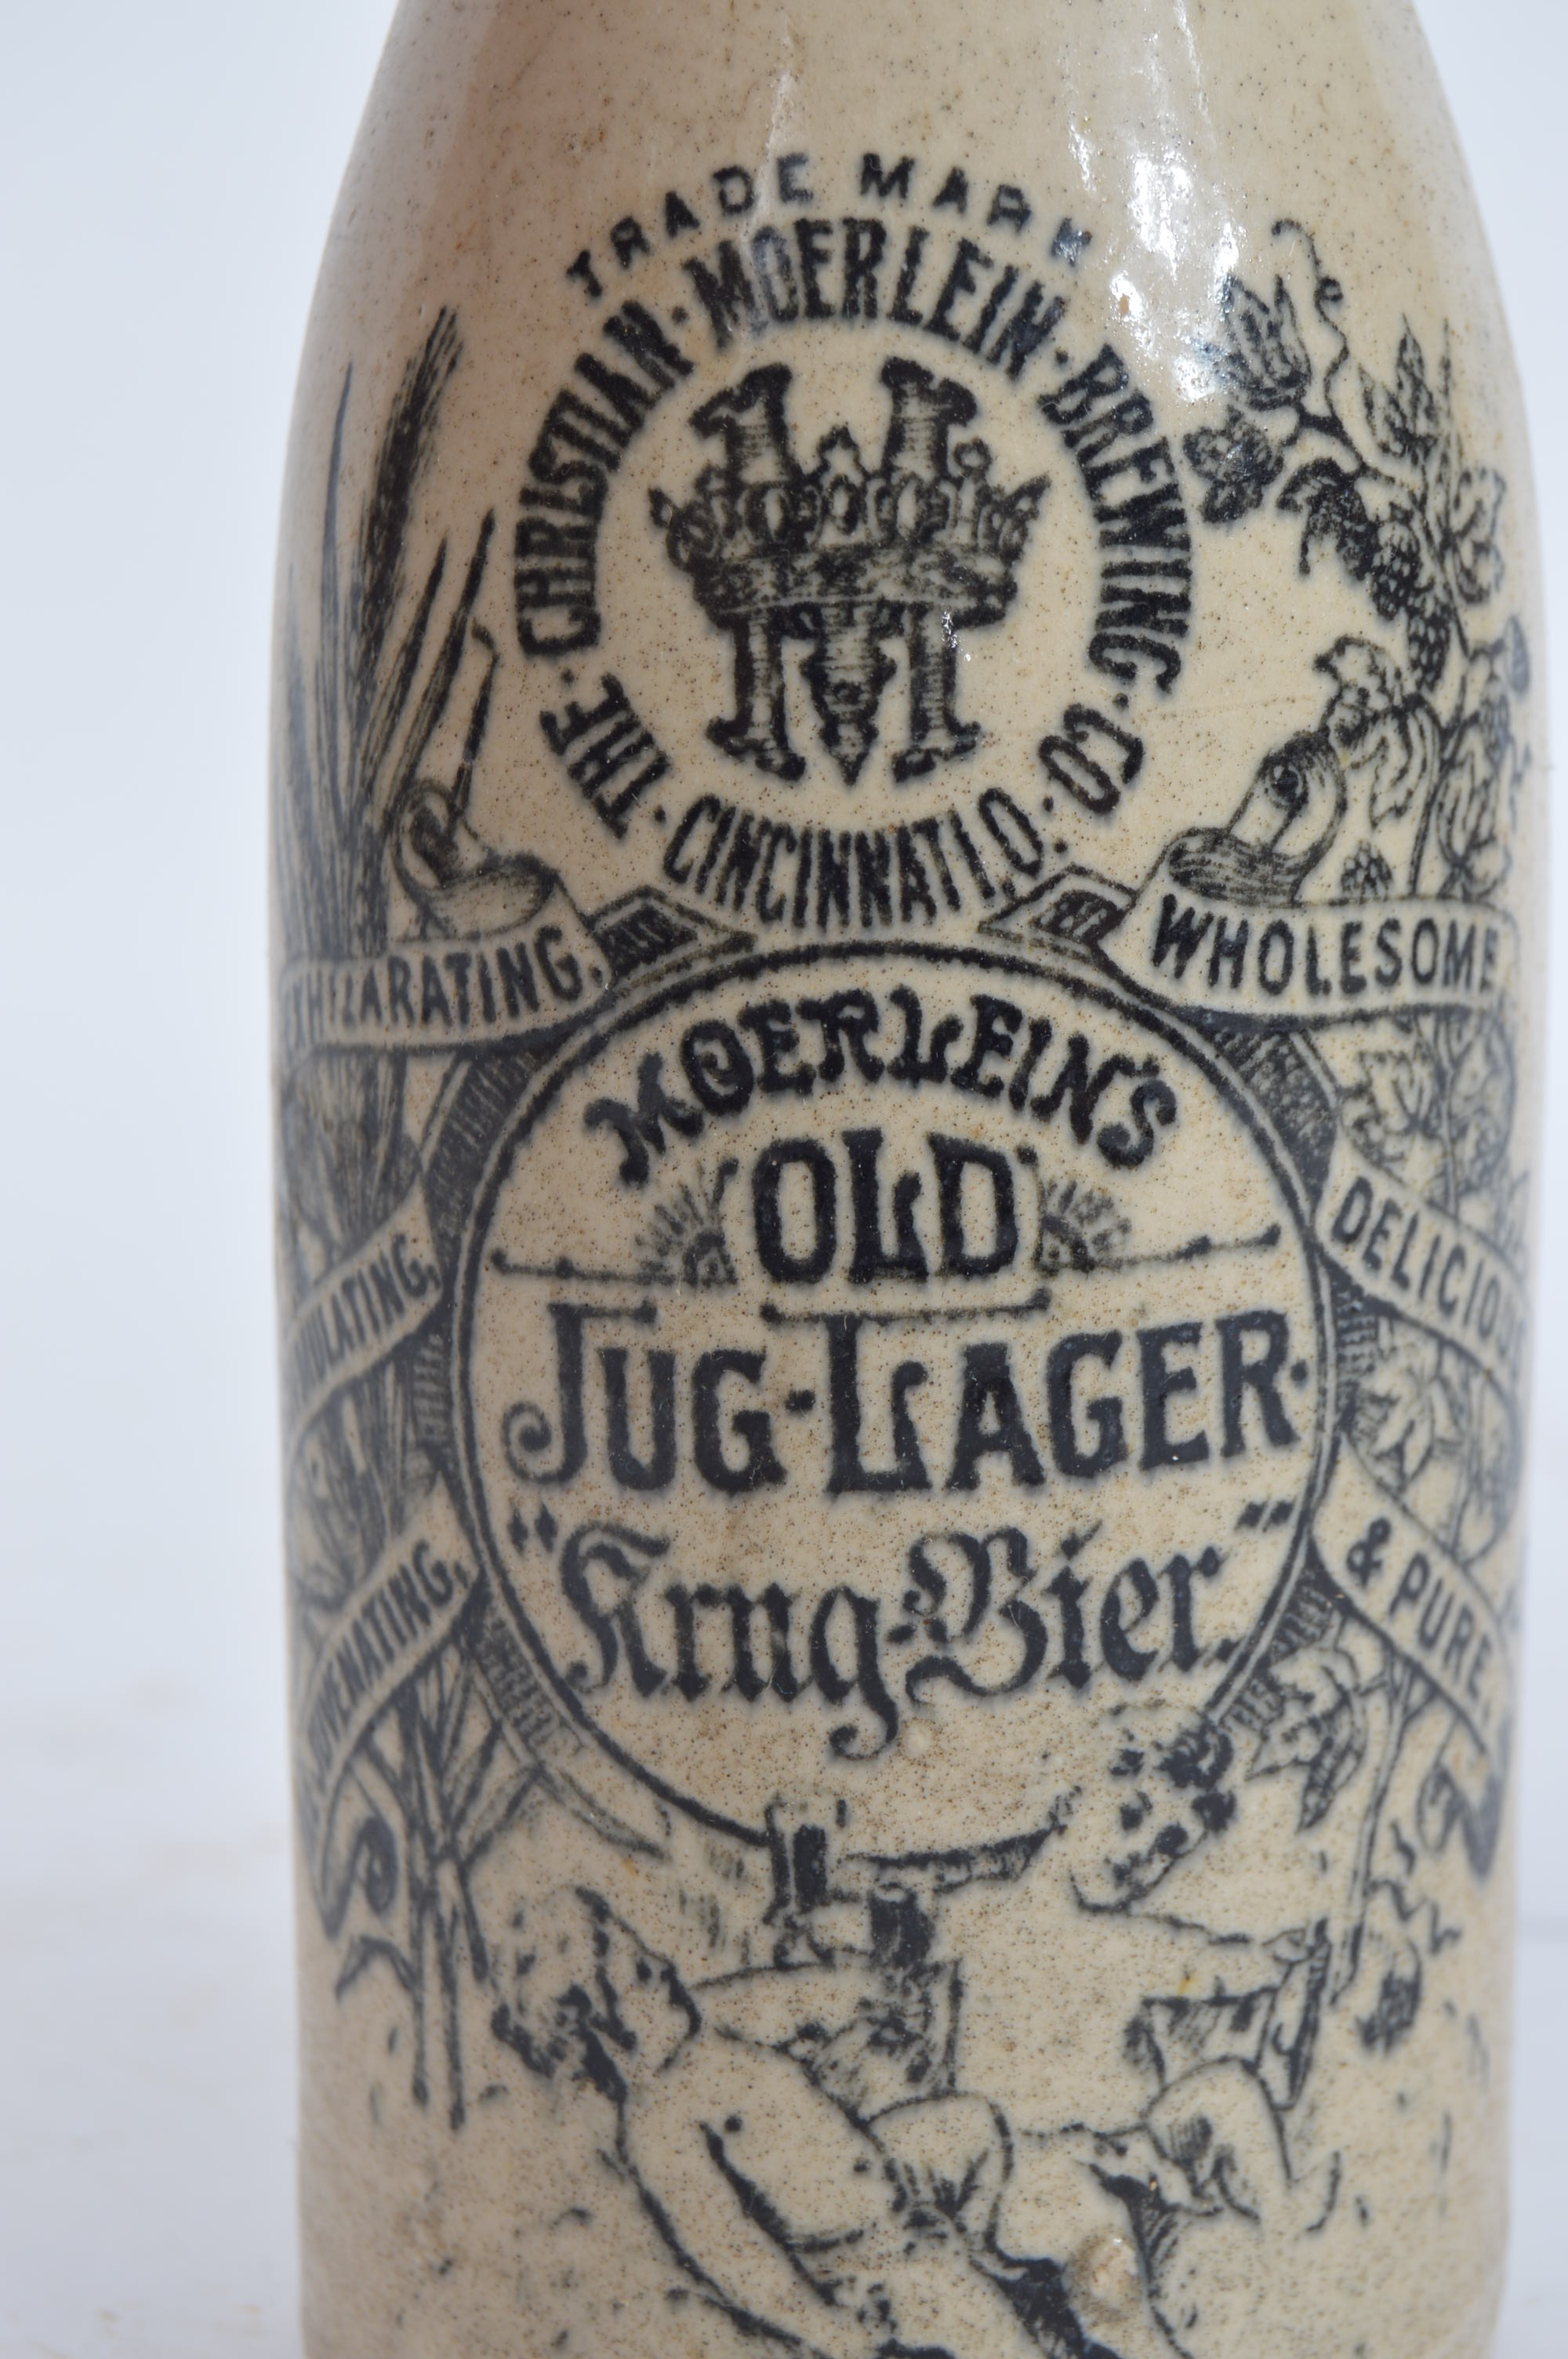 TRADE MARK
THE · CHRISTIAN · MOERLEIN · BREWING · CO ·
CINCINNATI, O.
EXHILARATING,
WHOLESOME
MOERLEIN'S
OLD
JUG-LAGER.
"Krug-Bier."
DELICIOUS
& PURE